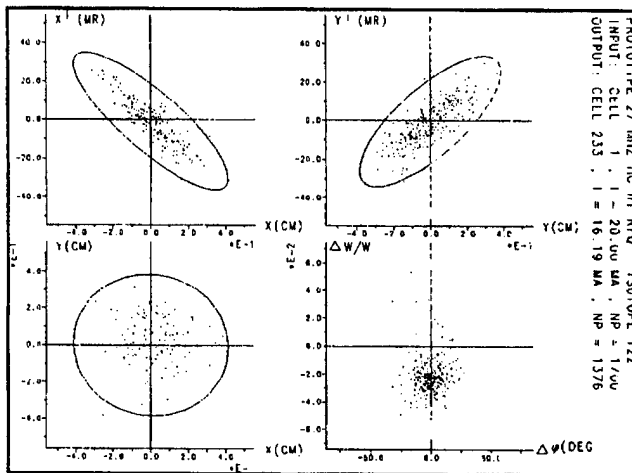 X' (MR)
40.0
20.0
0.0
-20.0
-40.0
-4.0 -2.0 0.0 2.0 4.0
X(CM)
*E-1
Y' (MR)
40.0
20.0
0.0
-20.0
-40.0
-4.0 -2.0 0.0 2.0 4.0
Y(CM)
*E-1
Y(CM)
*E-1
4.0
2.0
0.0
-2.0
-4.0
-4.0 -2.0 0.0 2.0 4.0
X(CM)
ΔW/W
*E-2
6.0
4.0
2.0
0.0
-2.0
-4.0
-6.0
-50.0 0.0 50.0
Δφ(DEG
PROTOTYPE 27 MHZ
INPUT: CELL 1 , I = 20.00 MA , NP = 1700
OUTPUT: CELL 233 , I = 16.19 MA , NP = 1376